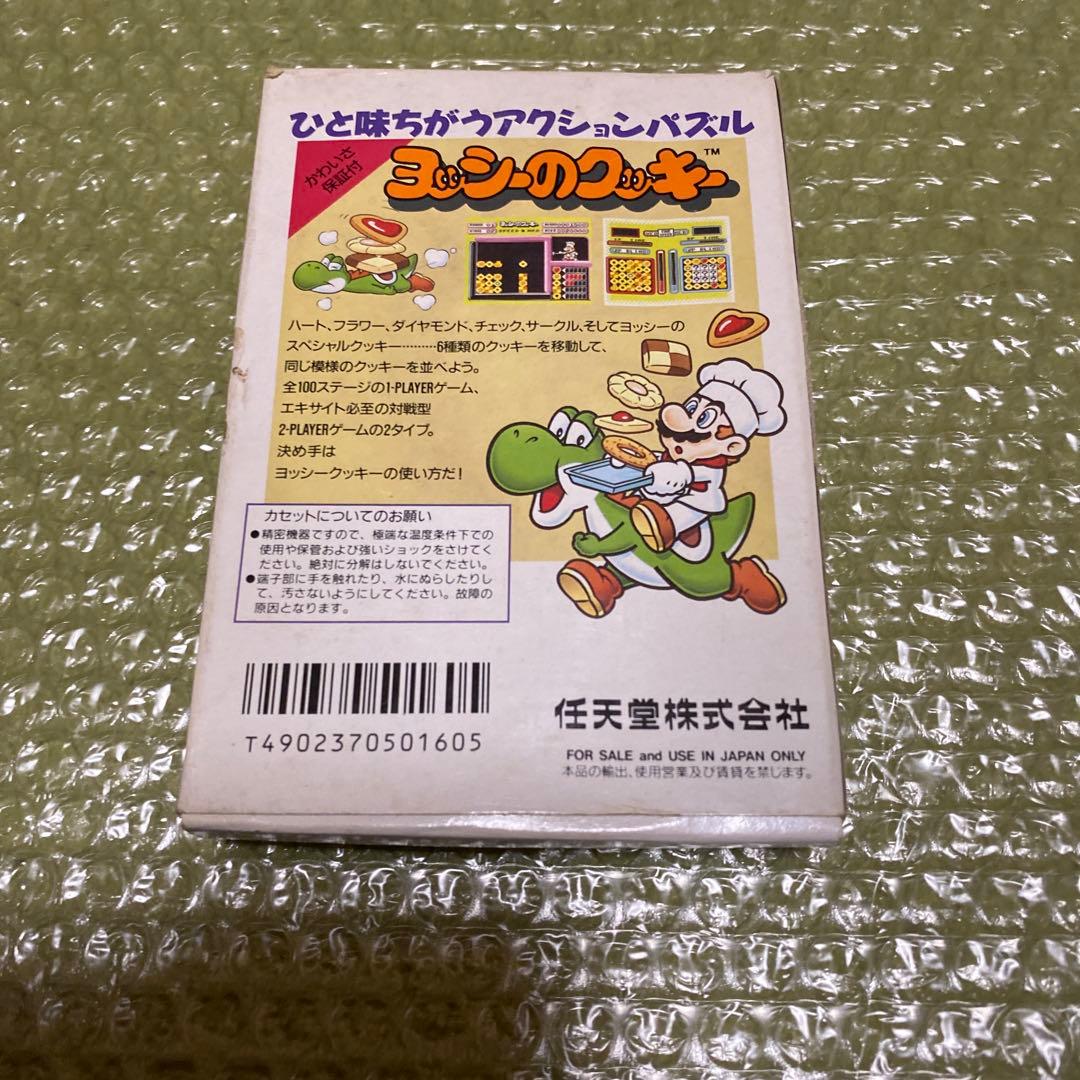 ひと味ちがウアクションパズル
かわいさ
保証付
ヨッシーのクッキー™
ハート、フラワー、ダイヤモンド、チェック、サークル、そしてヨッシーの
スペシャルクッキー………6種類のクッキーを移動して、
同じ模様のクッキーを並べよう。
全100ステージの1-PLAYERゲーム、
エキサイト必至の対戦型
2-PLAYERゲームの2タイプ。
決め手は
ヨッシークッキーの使い方だ!
カセットについてのお願い
●精密機器ですので、極端な温度条件下での
使用や保管および強いショックをさけてく
ださい。絶対に分解はしないでください。
●端子部に手を触れたり、水にぬらしたりし
て、汚さないようにしてください。故障の
原因となります。
T4902370501605
任天堂株式会社
FOR SALE and USE IN JAPAN ONLY
本品の輸出、使用営業及び賃貸を禁じます。